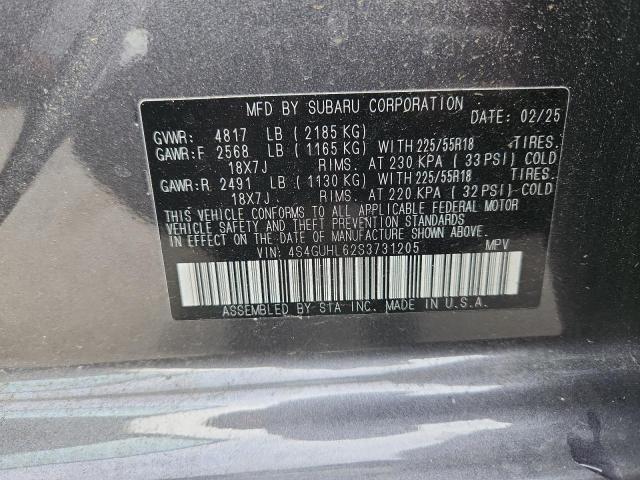 MFD BY SUBARU CORPORATION DATE: 02/25
GVWR: 4817 LB ( 2185 KG)
GAWR:F 2568 LB ( 1165 KG) WITH 225/55R18 TIRES.
18X7J RIMS. AT 230 KPA ( 33 PSI) COLD
GAWR:R 2491 LB ( 1130 KG) WITH 225/55R18 TIRES.
18X7J RIMS. AT 220 KPA ( 32 PSI) COLD
THIS VEHICLE CONFORMS TO ALL APPLICABLE FEDERAL MOTOR
VEHICLE SAFETY AND THEFT PREVENTION STANDARDS
IN EFFECT ON THE DATE OF MANUFACTURE SHOWN ABOVE.
VIN: 4S4GUHL62S3731205 MPV
ASSEMBLED BY SIA INC. MADE IN U.S.A.